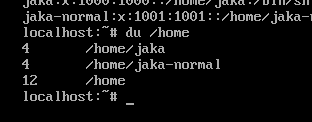 jaka:x:1000:1000::/home/jaka:/bin/sh
jaka-normal:x:1001:1001::/home/jaka-
localhost:~# du /home
4 /home/jaka
4 /home/jaka-normal
12 /home
localhost:~# _